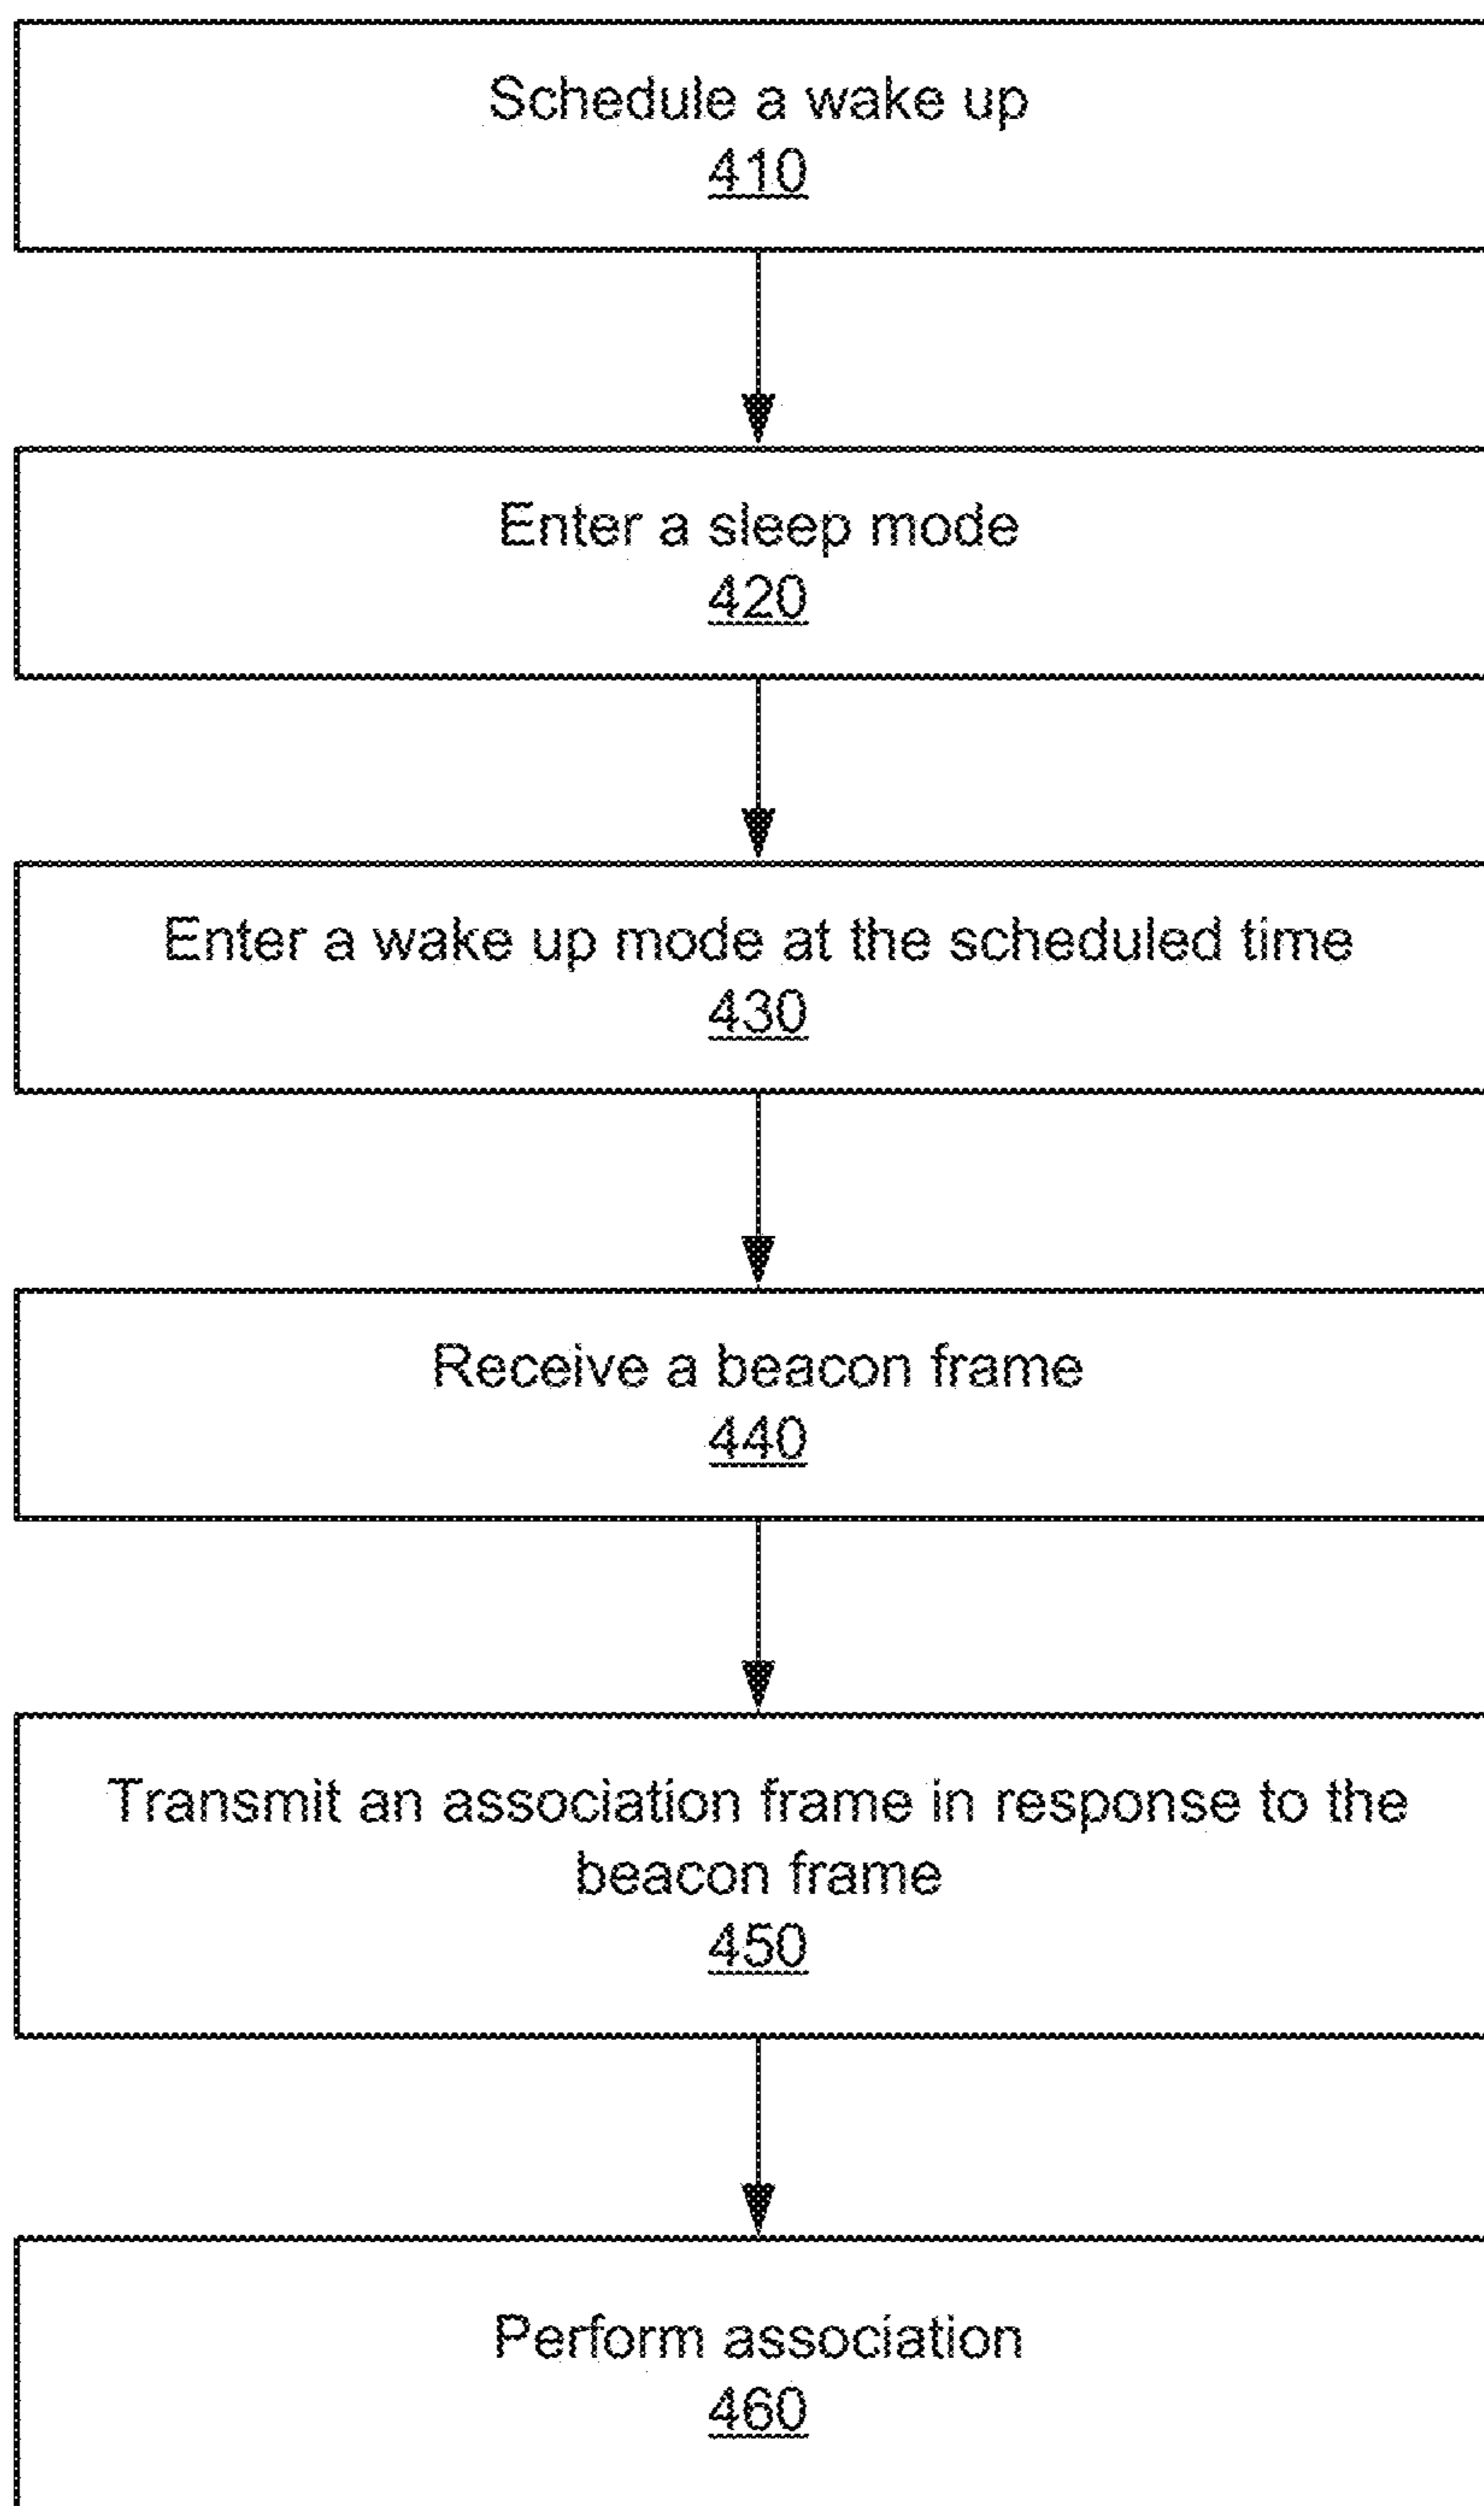 Schedule a wake up
410
Enter a sleep mode
420
Enter a wake up mode at the scheduled time
430
Receive a beacon frame
440
Transmit an association frame in response to the
beacon frame
450
Perform association
460